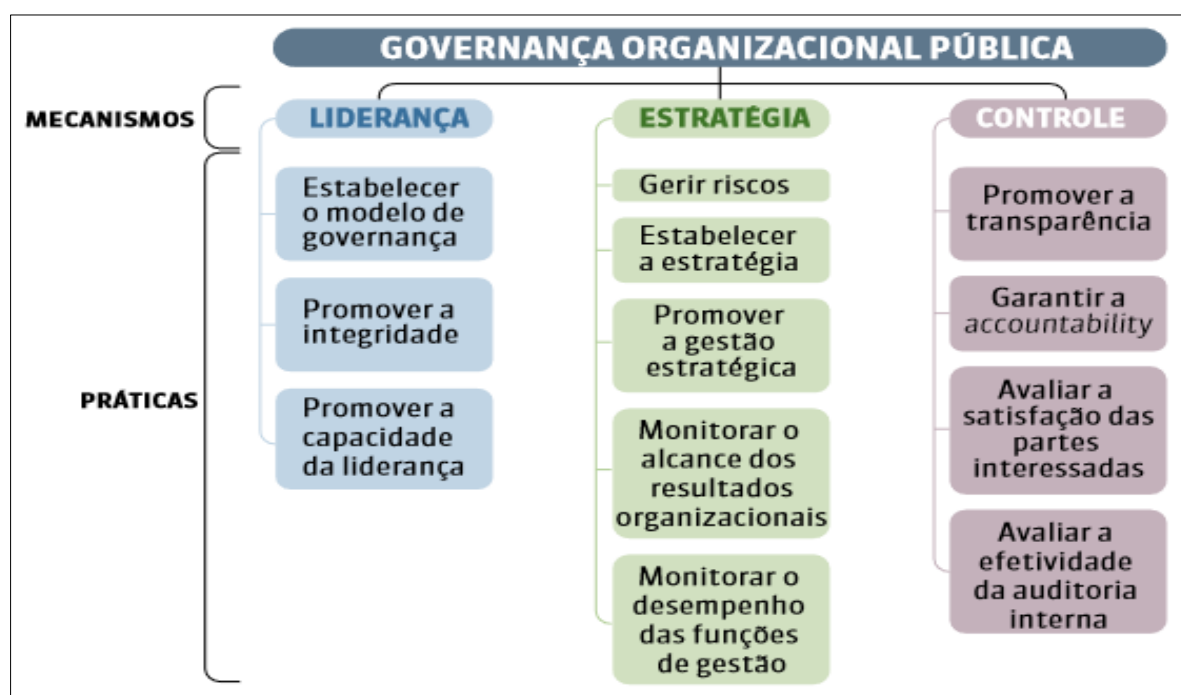 GOVERNANÇA ORGANIZACIONAL PÚBLICA
MECANISMOS
LIDERANÇA
ESTRATÉGIA
CONTROLE
PRÁTICAS
Estabelecer
o modelo de
governança
Promover a
integridade
Promover a
capacidade
da liderança
Gerir riscos
Estabelecer
a estratégia
Promover
a gestão
estratégica
Monitorar o
alcance dos
resultados
organizacionais
Monitorar o
desempenho
das funções
de gestão
Promover a
transparência
Garantir a
accountability
Avaliar a
satisfação das
partes
interessadas
Avaliar a
efetividade
da auditoria
interna